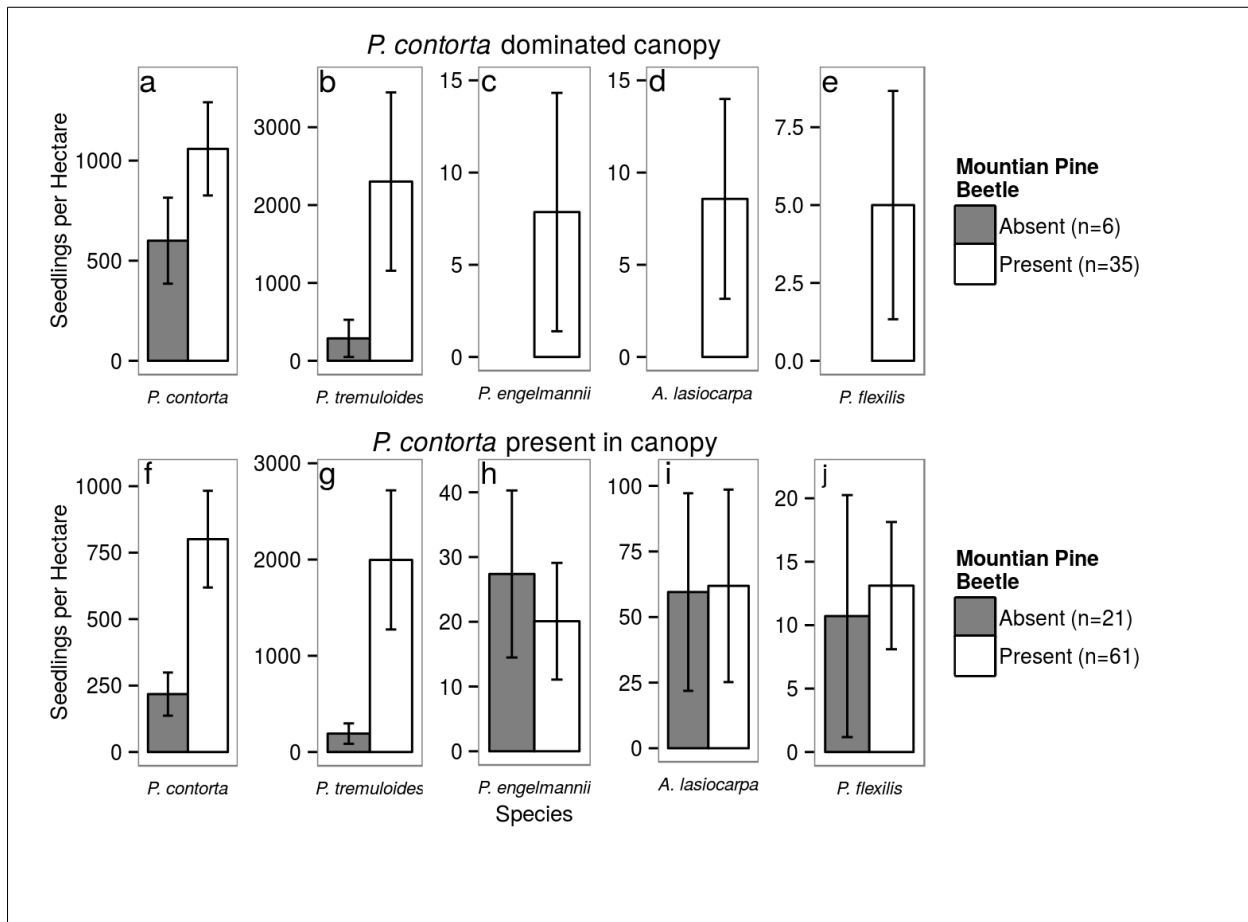 P. contorta dominated canopy
a
b
c
d
e
Seedlings per Hectare
1000
500
0
3000
2000
1000
0
15
10
5
0
15
10
5
0
7.5
5.0
2.5
0.0
P. contorta
P. tremuloides
P. engelmannii
A. lasiocarpa
P. flexilis
Mountian Pine
Beetle
Absent (n=6)
Present (n=35)
P. contorta present in canopy
f
g
h
i
j
Seedlings per Hectare
1000
750
500
250
0
3000
2000
1000
0
40
30
20
10
0
100
75
50
25
0
20
15
10
5
0
P. contorta
P. tremuloides
P. engelmannii
A. lasiocarpa
P. flexilis
Species
Mountian Pine
Beetle
Absent (n=21)
Present (n=61)